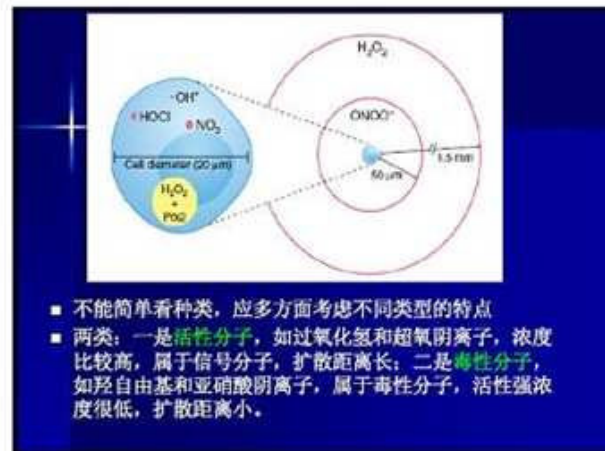 H₂O₂
·OH*
HOCl
NO₂
ONOO⁻
Cell diameter (20 μm)
1.5 mm
50 μm
H₂O₂
+
■ 不能简单看种类，应多方面考虑不同类型的特点
■ 两类：一是活性分子，如过氧化氢和超氧阴离子，浓度
比较高，属于信号分子，扩散距离长；二是毒性分子，
如羟自由基和亚硝酸阴离子，属于毒性分子，活性强浓
度很低，扩散距离小。